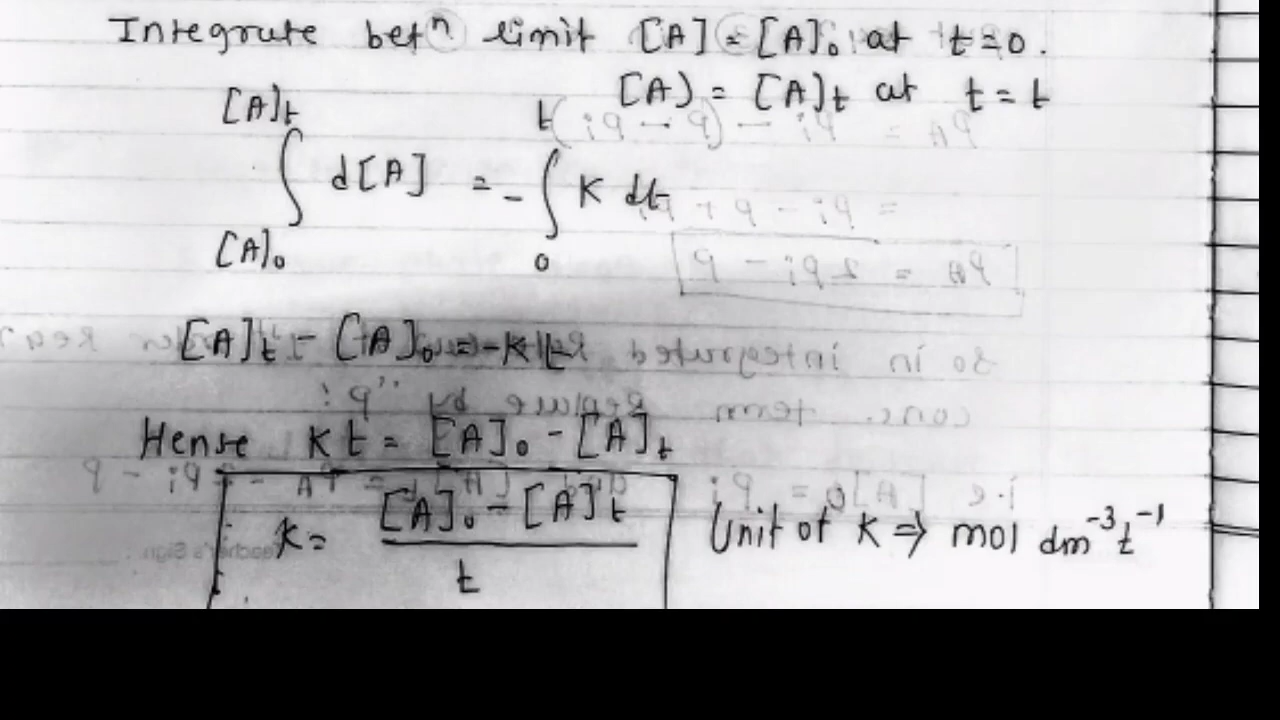 Integrate betⁿ limit [A] = [A]₀ at t=0.
[A) = [A]t at t = t
[A]t t
∫ d[A] = - ∫ K dt
[A]₀ 0
[A]t - [A]₀ = -Kt
Hense Kt = [A]₀ - [A]t
K = [A]₀ - [A]t / t Unit of K ⇒ mol dm⁻³ t⁻¹